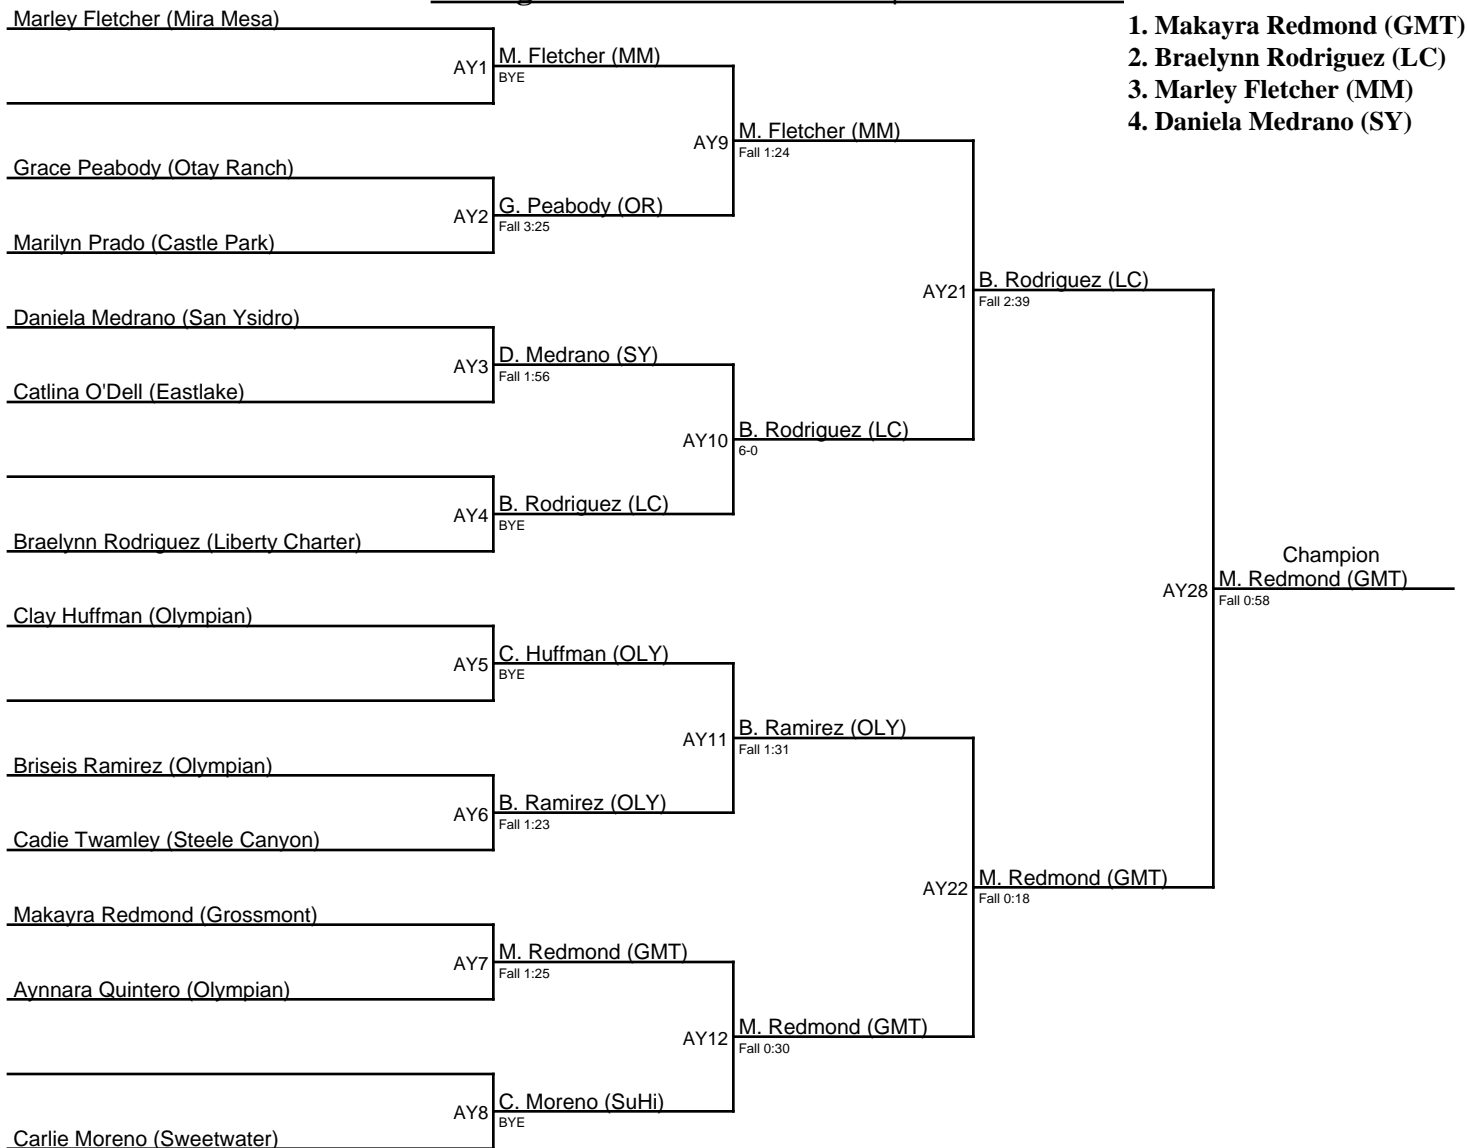 Marley Fletcher (Mira Mesa)
1. Makayra Redmond (GMT)
2. Braelynn Rodriguez (LC)
3. Marley Fletcher (MM)
4. Daniela Medrano (SY)
AY1
M. Fletcher (MM)
BYE
AY9
M. Fletcher (MM)
Fall 1:24
Grace Peabody (Otay Ranch)
AY2
G. Peabody (OR)
Fall 3:25
Marilyn Prado (Castle Park)
AY21
B. Rodriguez (LC)
Fall 2:39
Daniela Medrano (San Ysidro)
AY3
D. Medrano (SY)
Fall 1:56
Catlina O'Dell (Eastlake)
AY10
B. Rodriguez (LC)
6-0
AY4
B. Rodriguez (LC)
BYE
Braelynn Rodriguez (Liberty Charter)
Champion
AY28
M. Redmond (GMT)
Fall 0:58
Clay Huffman (Olympian)
AY5
C. Huffman (OLY)
BYE
AY11
B. Ramirez (OLY)
Fall 1:31
Briseis Ramirez (Olympian)
AY6
B. Ramirez (OLY)
Fall 1:23
Cadie Twamley (Steele Canyon)
AY22
M. Redmond (GMT)
Fall 0:18
Makayra Redmond (Grossmont)
AY7
M. Redmond (GMT)
Fall 1:25
Aynnara Quintero (Olympian)
AY12
M. Redmond (GMT)
Fall 0:30
AY8
C. Moreno (SuHi)
BYE
Carlie Moreno (Sweetwater)